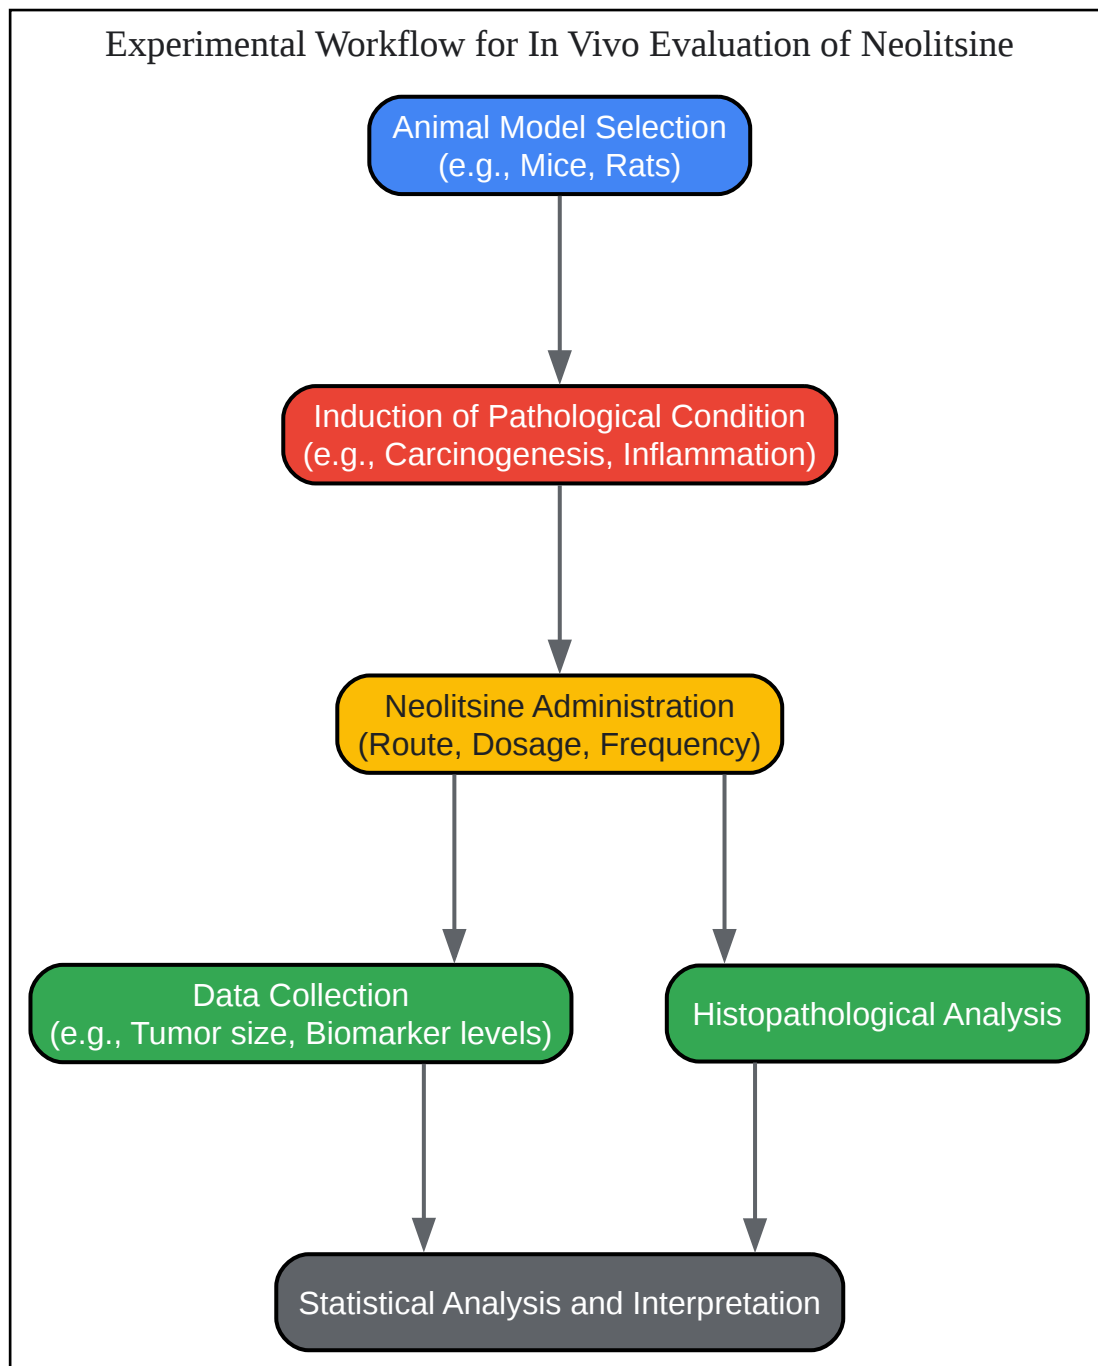 Experimental Workflow for In Vivo Evaluation of Neolitsine
Animal Model Selection
(e.g., Mice, Rats)
Induction of Pathological Condition
(e.g., Carcinogenesis, Inflammation)
Neolitsine Administration
(Route, Dosage, Frequency)
Data Collection
(e.g., Tumor size, Biomarker levels)
Histopathological Analysis
Statistical Analysis and Interpretation